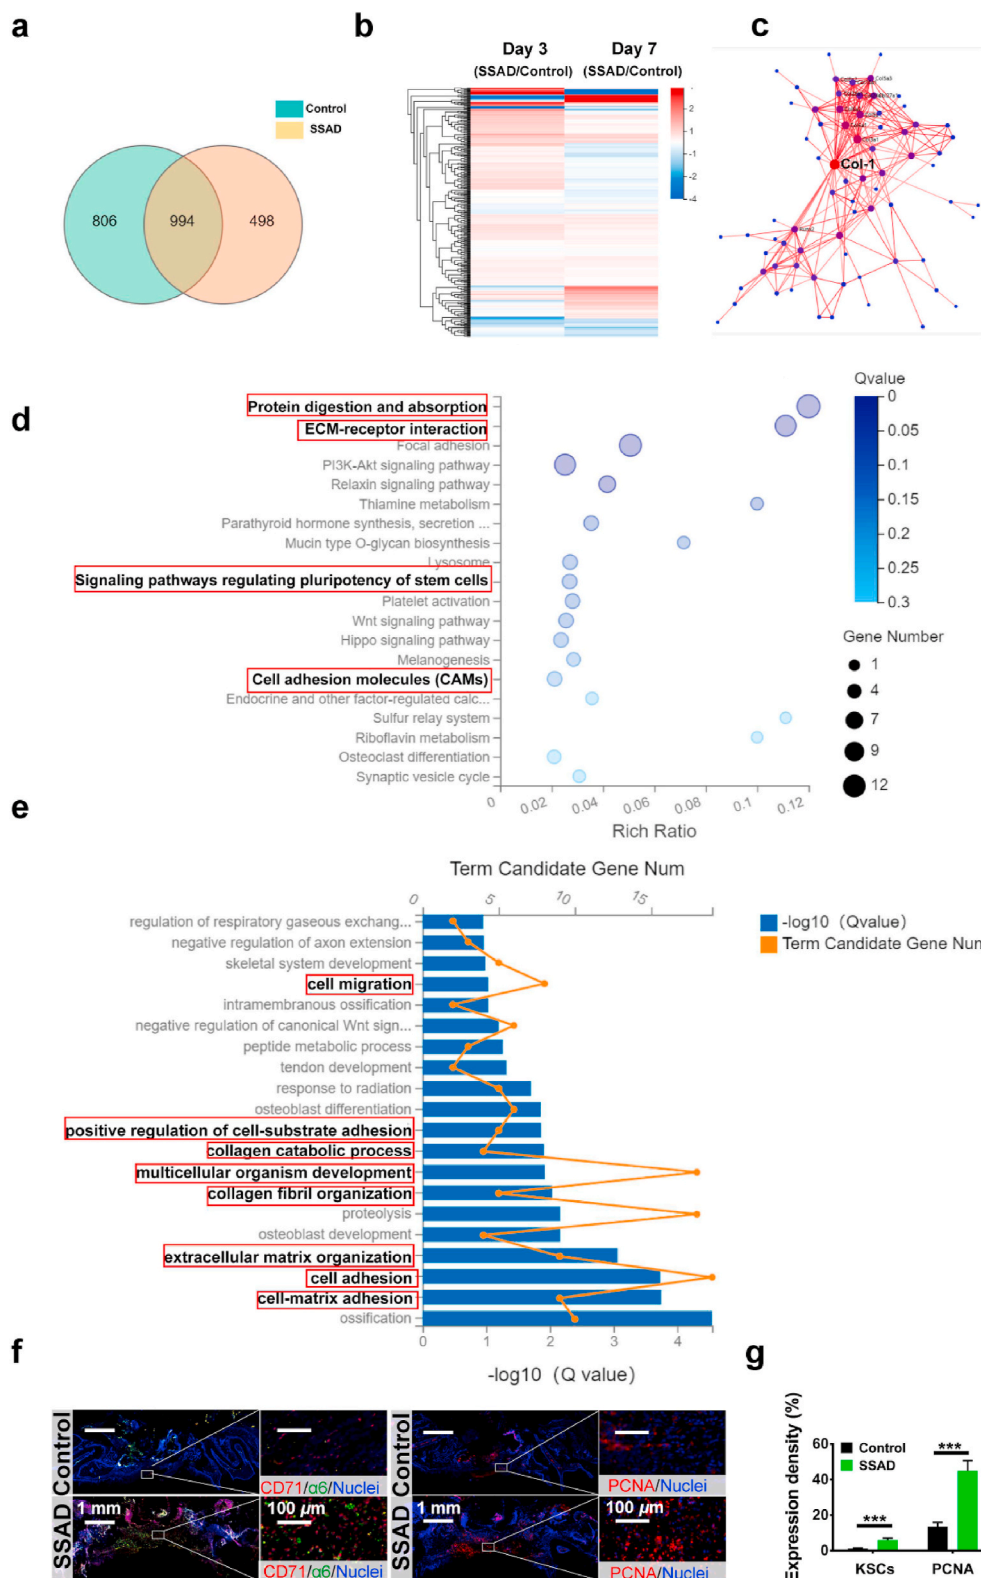 a
Control
SSAD
806
994
498
b
Day 3
Day 7
(SSAD/Control)
(SSAD/Control)
2
-2
-4
c
Col-1
d
Protein digestion and absorption
ECM-receptor interaction
Focal adhesion
PI3K-Akt signaling pathway
Relaxin signaling pathway
Thiamine metabolism
Parathyroid hormone synthesis, secretion ...
Mucin type O-glycan biosynthesis
Lysosome
Signaling pathways regulating pluripotency of stem cells
Platelet activation
Wnt signaling pathway
Hippo signaling pathway
Melanogenesis
Cell adhesion molecules (CAMs)
Endocrine and other factor-regulated calc...
Sulfur relay system
Riboflavin metabolism
Osteoclast differentiation
Synaptic vesicle cycle
0
0.02
0.04
0.06
0.08
0.1
0.12
Rich Ratio
Qvalue
0
0.05
0.1
0.15
0.2
0.25
0.3
Gene Number
1
4
7
9
12
e
Term Candidate Gene Num
0
5
10
15
-log10 (Qvalue)
Term Candidate Gene Num
regulation of respiratory gaseous exchang...
negative regulation of axon extension
skeletal system development
cell migration
intramembranous ossification
negative regulation of canonical Wnt sign...
peptide metabolic process
tendon development
response to radiation
osteoblast differentiation
positive regulation of cell-substrate adhesion
collagen catabolic process
multicellular organism development
collagen fibril organization
proteolysis
osteoblast development
extracellular matrix organization
cell adhesion
cell-matrix adhesion
ossification
0
1
2
3
4
-log10 (Q value)
f
Control
CD71/α6/Nuclei
PCNA/Nuclei
SSAD
1 mm
100 µm
1 mm
100 µm
CD71/α6/Nuclei
PCNA/Nuclei
g
Expression density (%)
60
40
20
0
Control
SSAD
***
***
KSCs
PCNA